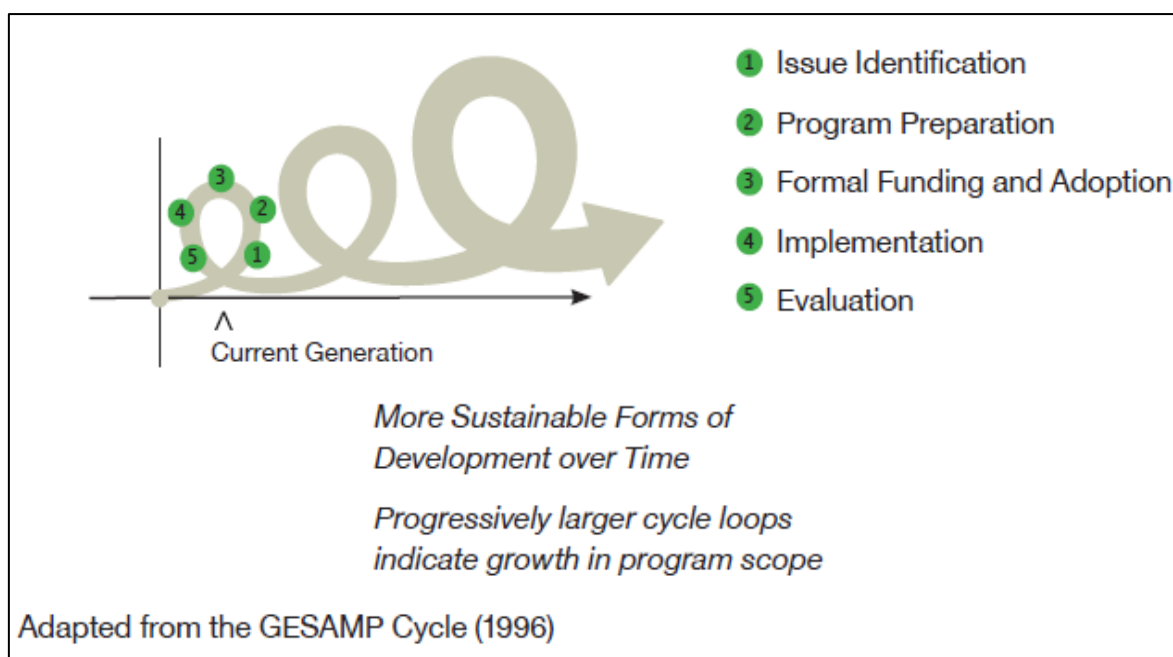 1 Issue Identification
2 Program Preparation
3 Formal Funding and Adoption
4 Implementation
5 Evaluation
3
4
2
5
1
^
Current Generation
More Sustainable Forms of
Development over Time
Progressively larger cycle loops
indicate growth in program scope
Adapted from the GESAMP Cycle (1996)